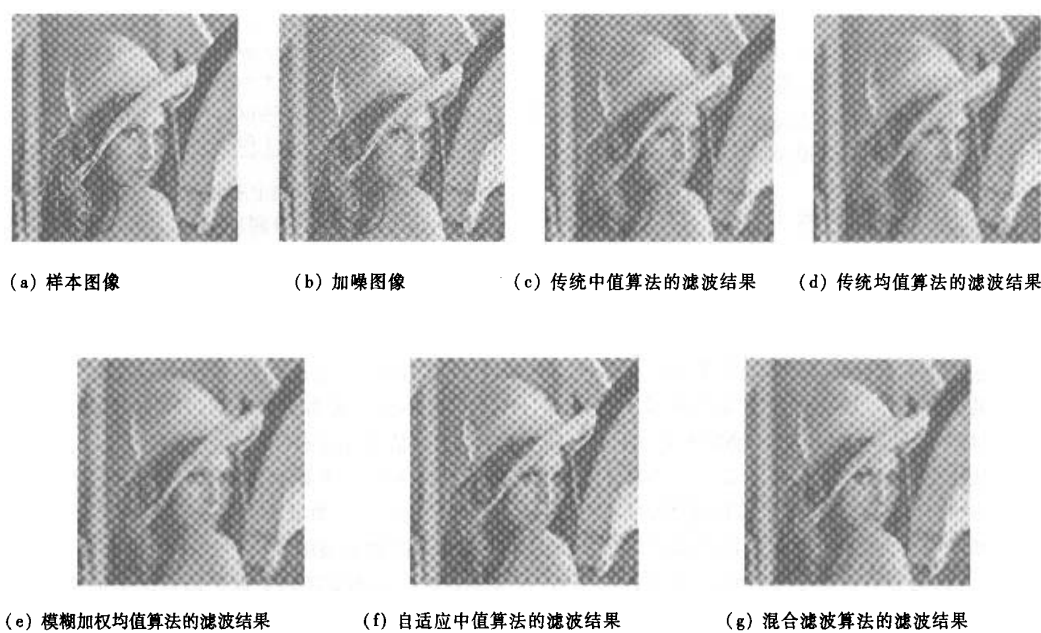 (a) 样本图像
(b) 加噪图像
(c) 传统中值算法的滤波结果
(d) 传统均值算法的滤波结果
(e) 模糊加权均值算法的滤波结果
(f) 自适应中值算法的滤波结果
(g) 混合滤波算法的滤波结果